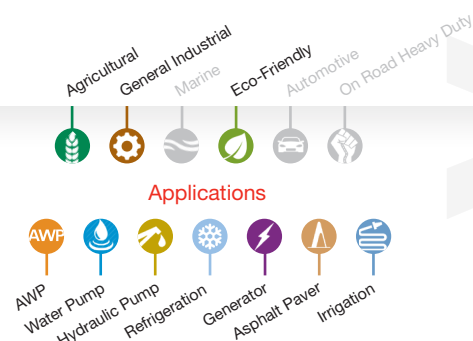 Agricultural
General Industrial
Marine
Eco-Friendly
Automotive
On Road Heavy Duty
Applications
AWP
AWP
Water Pump
Hydraulic Pump
Refrigeration
Generator
Asphalt Paver
Irrigation